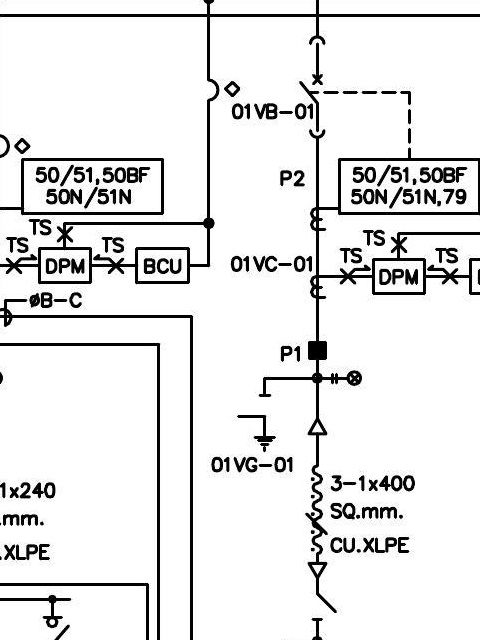 01VB-01
50/51,50BF
50N/51N
P2
50/51,50BF
50N/51N,79
TS
TS
TS
DPM
BCU
01VC-01
TS
TS
TS
DPM
øB-C
P1
01VG-01
1x240
.mm.
.XLPE
3-1x400
SQ.mm.
CU.XLPE